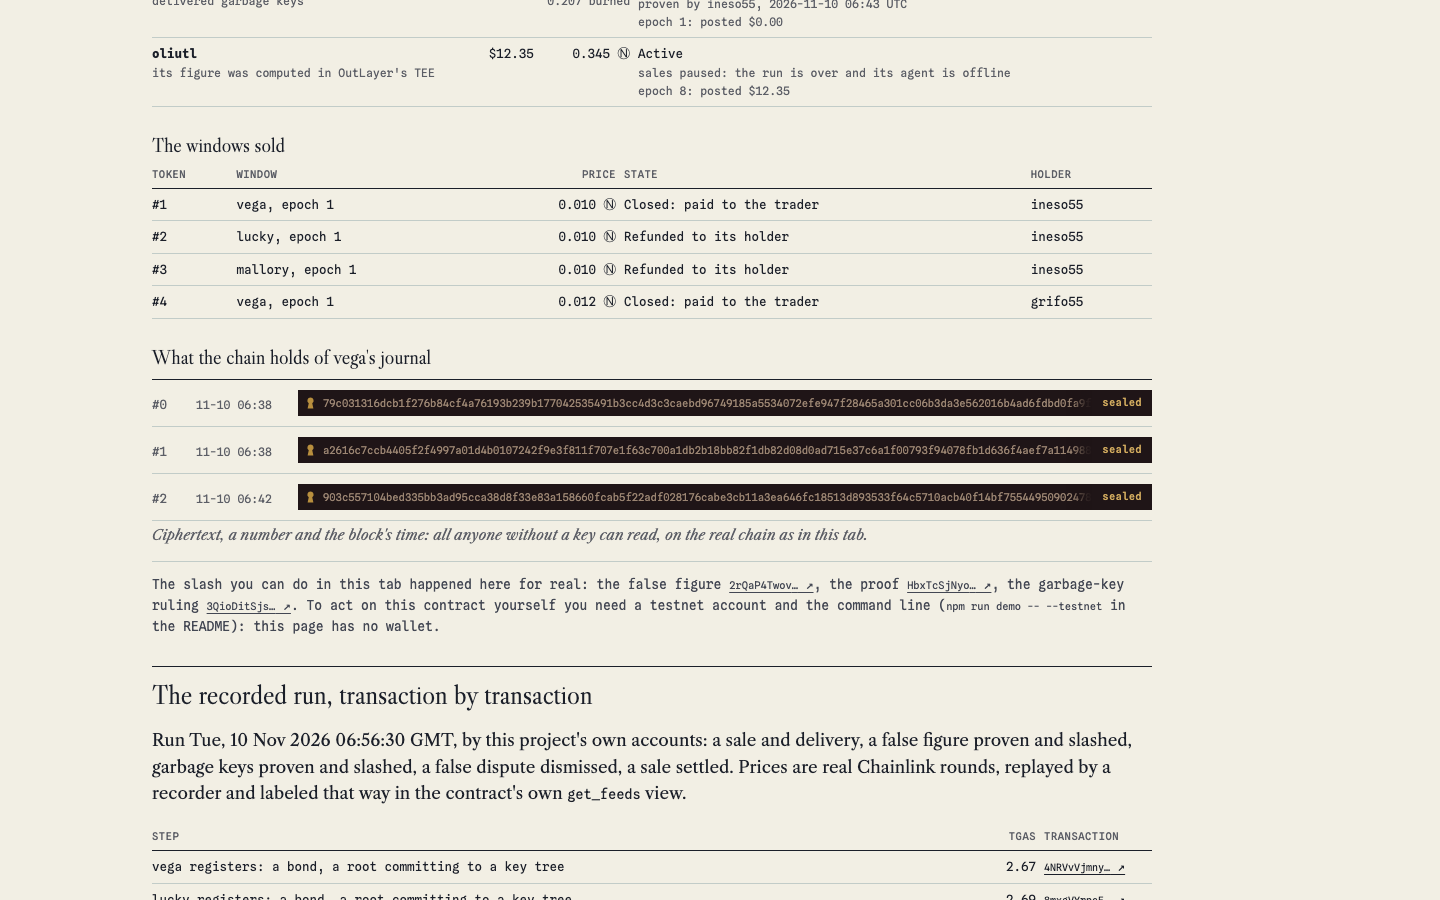 delivered garbage keys 0.207 burned proven by ineso55, 2026-11-10 06:43 UTC
epoch 1: posted $0.00
oliutl $12.35 0.345 Ⓝ Active
its figure was computed in OutLayer's TEE sales paused: the run is over and its agent is offline
epoch 8: posted $12.35
The windows sold
TOKEN WINDOW PRICE STATE HOLDER
#1 vega, epoch 1 0.010 Ⓝ Closed: paid to the trader ineso55
#2 lucky, epoch 1 0.010 Ⓝ Refunded to its holder ineso55
#3 mallory, epoch 1 0.010 Ⓝ Refunded to its holder ineso55
#4 vega, epoch 1 0.012 Ⓝ Closed: paid to the trader grifo55
What the chain holds of vega's journal
#0 11-10 06:38 79c031316dcb1f276b84cf4a76193b239b177042535491b3cc4d3c3caebd96749185a5534072efe947f28465a301cc06b3da3e562016b4ad6fdbd0fa9 sealed
#1 11-10 06:38 a2616c7ccb4405f2f4997a01d4b0107242f9e3f811f707e1f63c700a1db2b18bb82f1db82d08d0ad715e37c6a1f00793f94078fb1d636f4aef7a11498 sealed
#2 11-10 06:42 903c557104bed335bb3ad95cca38d8f33e83a158660fcab5f22adf028176cabe3cb11a3ea646fc18513d893533f64c5710acb40f14bf7554495090247 sealed
Ciphertext, a number and the block's time: all anyone without a key can read, on the real chain as in this tab.
The slash you can do in this tab happened here for real: the false figure 2rQaP4Twov… ↗, the proof HbxTcSjNyo… ↗, the garbage-key
ruling 3QioDitSjs… ↗. To act on this contract yourself you need a testnet account and the command line (npm run demo -- --testnet in
the README): this page has no wallet.
The recorded run, transaction by transaction
Run Tue, 10 Nov 2026 06:56:30 GMT, by this project's own accounts: a sale and delivery, a false figure proven and slashed,
garbage keys proven and slashed, a false dispute dismissed, a sale settled. Prices are real Chainlink rounds, replayed by a
recorder and labeled that way in the contract's own get_feeds view.
STEP TGAS TRANSACTION
vega registers: a bond, a root committing to a key tree 2.67 4NRVvVjmny… ↗
lucky registers: a bond, a root committing to a key tree 2.69